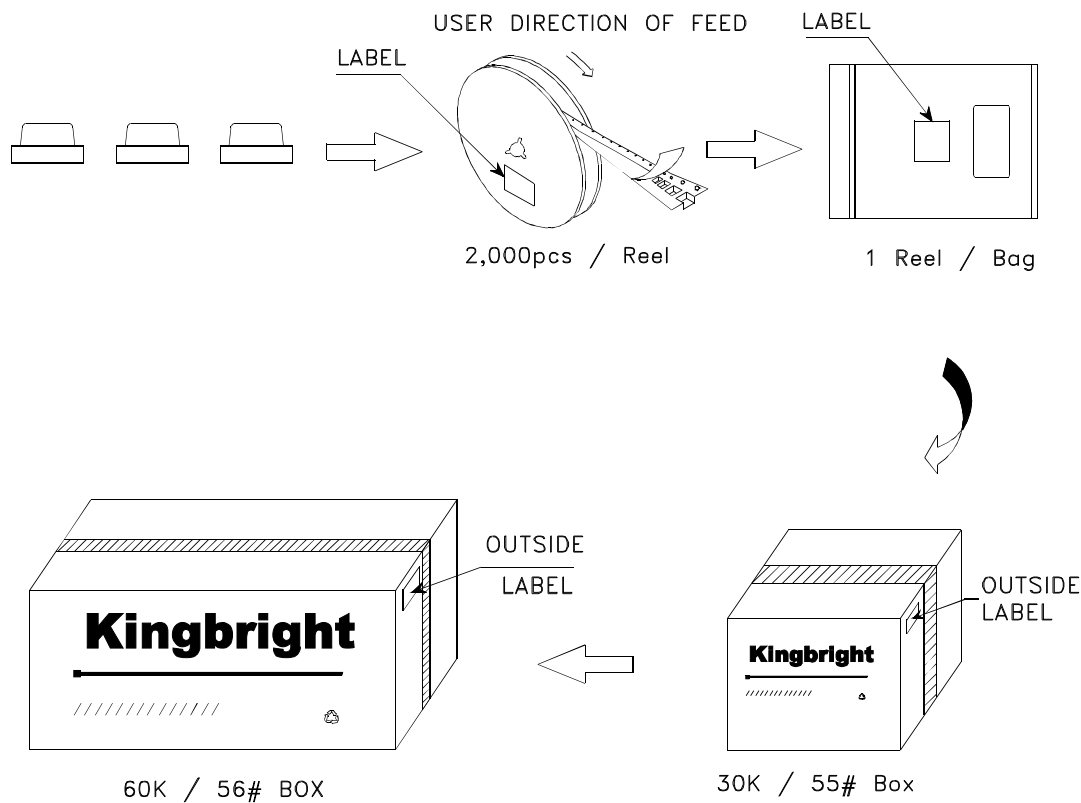 USER DIRECTION OF FEED
LABEL
LABEL
2,000pcs / Reel
1 Reel / Bag
OUTSIDE
LABEL
Kingbright
60K / 56# BOX
OUTSIDE
LABEL
Kingbright
30K / 55# Box